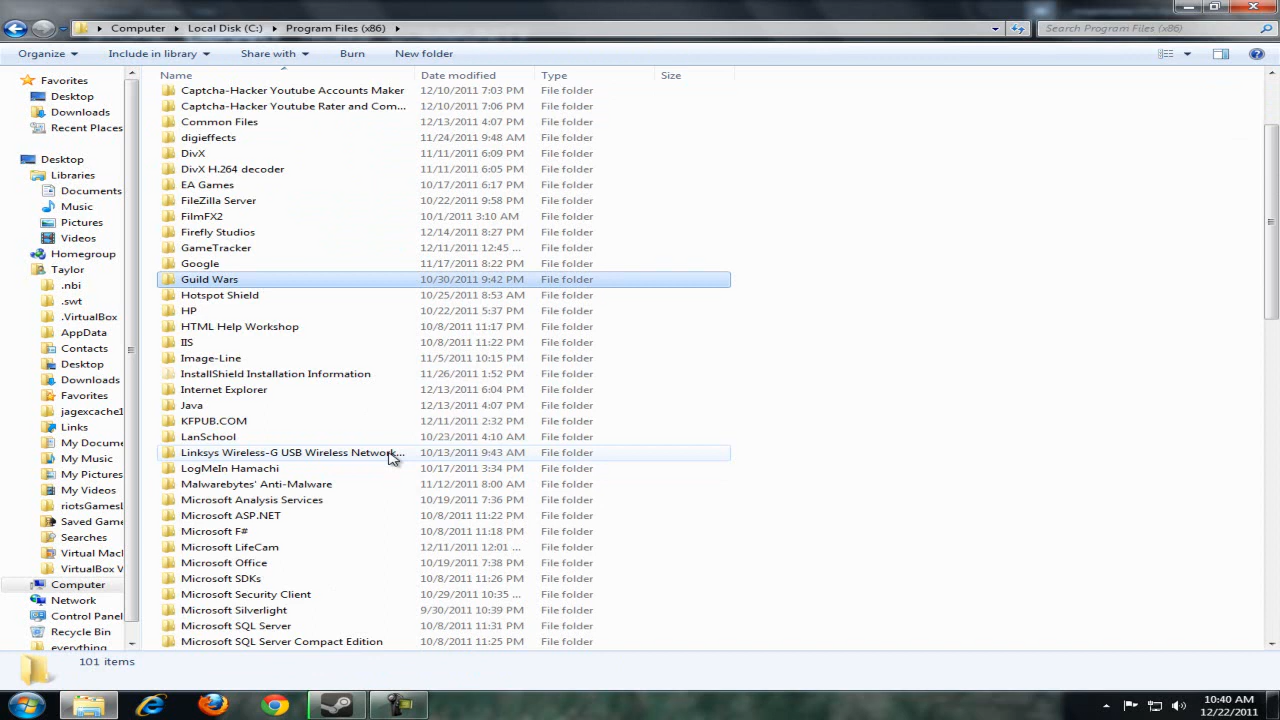 Computer Local Disk (C:) Program Files (x86) Search Program Files (x86)
Organize Include in library Share with Burn New folder
Name Date modified Type Size
Favorites
Desktop
Downloads
Recent Places
Desktop
Libraries
Documents
Music
Pictures
Videos
Homegroup
Taylor
.nbi
.swt
.VirtualBox
AppData
Contacts
Desktop
Downloads
Favorites
jagexcache1
Links
My Docume
My Music
My Pictures
My Videos
riotsGamesL
Saved Game
Searches
Virtual Macl
VirtualBox V
Computer
Network
Control Panel
Recycle Bin
everything
Captcha-Hacker Youtube Accounts Maker 12/10/2011 7:03 PM File folder
Captcha-Hacker Youtube Rater and Com... 12/10/2011 7:06 PM File folder
Common Files 12/13/2011 4:07 PM File folder
digieffects 11/24/2011 9:48 AM File folder
DivX 11/11/2011 6:09 PM File folder
DivX H.264 decoder 11/11/2011 6:05 PM File folder
EA Games 10/17/2011 6:17 PM File folder
FileZilla Server 10/22/2011 9:58 PM File folder
FilmFX2 10/1/2011 3:10 AM File folder
Firefly Studios 12/14/2011 8:27 PM File folder
GameTracker 12/11/2011 12:45 ... File folder
Google 11/17/2011 8:22 PM File folder
Guild Wars 10/30/2011 9:42 PM File folder
Hotspot Shield 10/25/2011 8:53 AM File folder
HP 10/22/2011 5:37 PM File folder
HTML Help Workshop 10/8/2011 11:17 PM File folder
IIS 10/8/2011 11:22 PM File folder
Image-Line 11/5/2011 10:15 PM File folder
InstallShield Installation Information 11/26/2011 1:52 PM File folder
Internet Explorer 12/13/2011 6:04 PM File folder
Java 12/13/2011 4:07 PM File folder
KFPUB.COM 12/11/2011 2:32 PM File folder
LanSchool 10/23/2011 4:10 AM File folder
Linksys Wireless-G USB Wireless Network... 10/13/2011 9:43 AM File folder
LogMeIn Hamachi 10/17/2011 3:34 PM File folder
Malwarebytes' Anti-Malware 11/12/2011 8:00 AM File folder
Microsoft Analysis Services 10/19/2011 7:36 PM File folder
Microsoft ASP.NET 10/8/2011 11:22 PM File folder
Microsoft F# 10/8/2011 11:18 PM File folder
Microsoft LifeCam 12/11/2011 12:01 ... File folder
Microsoft Office 10/19/2011 7:38 PM File folder
Microsoft SDKs 10/8/2011 11:26 PM File folder
Microsoft Security Client 10/29/2011 10:35 ... File folder
Microsoft Silverlight 9/30/2011 10:39 PM File folder
Microsoft SQL Server 10/8/2011 11:31 PM File folder
Microsoft SQL Server Compact Edition 10/8/2011 11:25 PM File folder
101 items
10:40 AM
12/22/2011